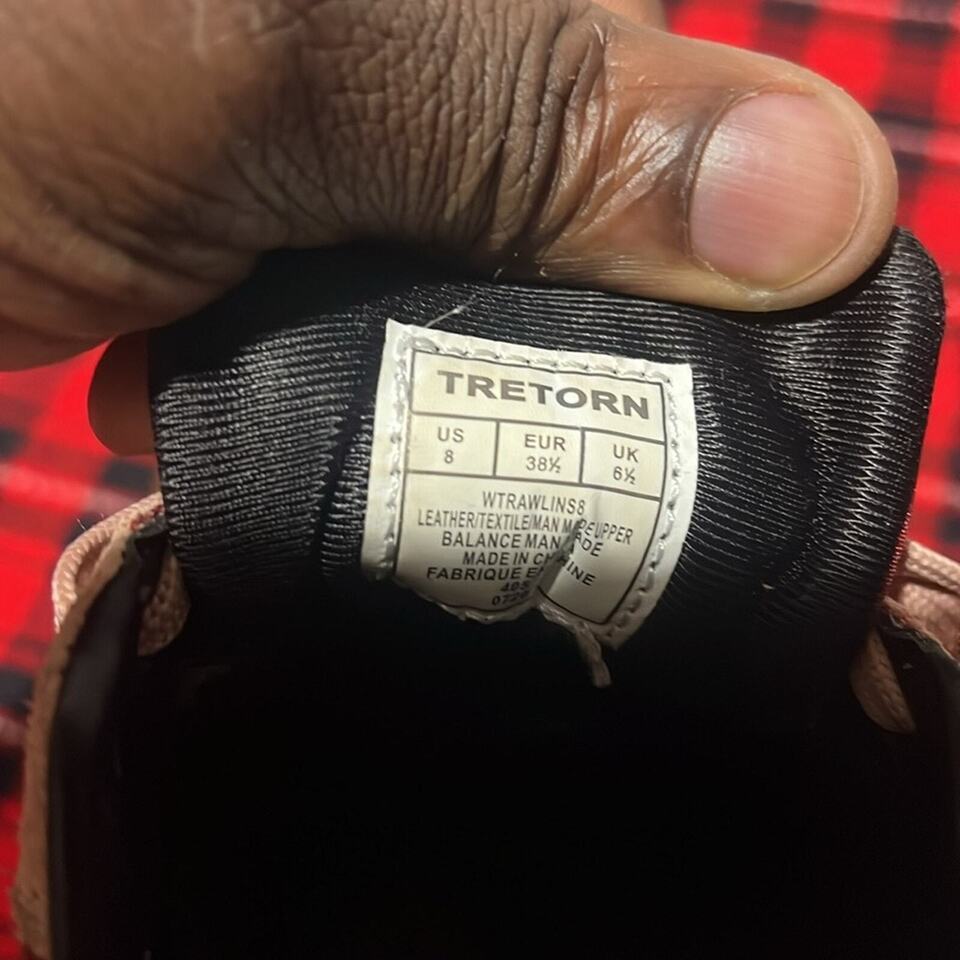 TRETORN
US EUR UK
8 38½ 6½
WTRAWLINS8
LEATHER/TEXTILE/MAN MADE UPPER
BALANCE MAN MADE
MADE IN CHINE
FABRIQUE EN